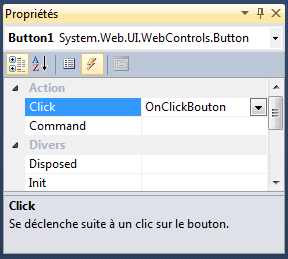 Propriétés
Button1 System.Web.UI.WebControls.Button
Action
Click OnClickBouton
Command
Divers
Disposed
Init
Click
Se déclenche suite à un clic sur le bouton.